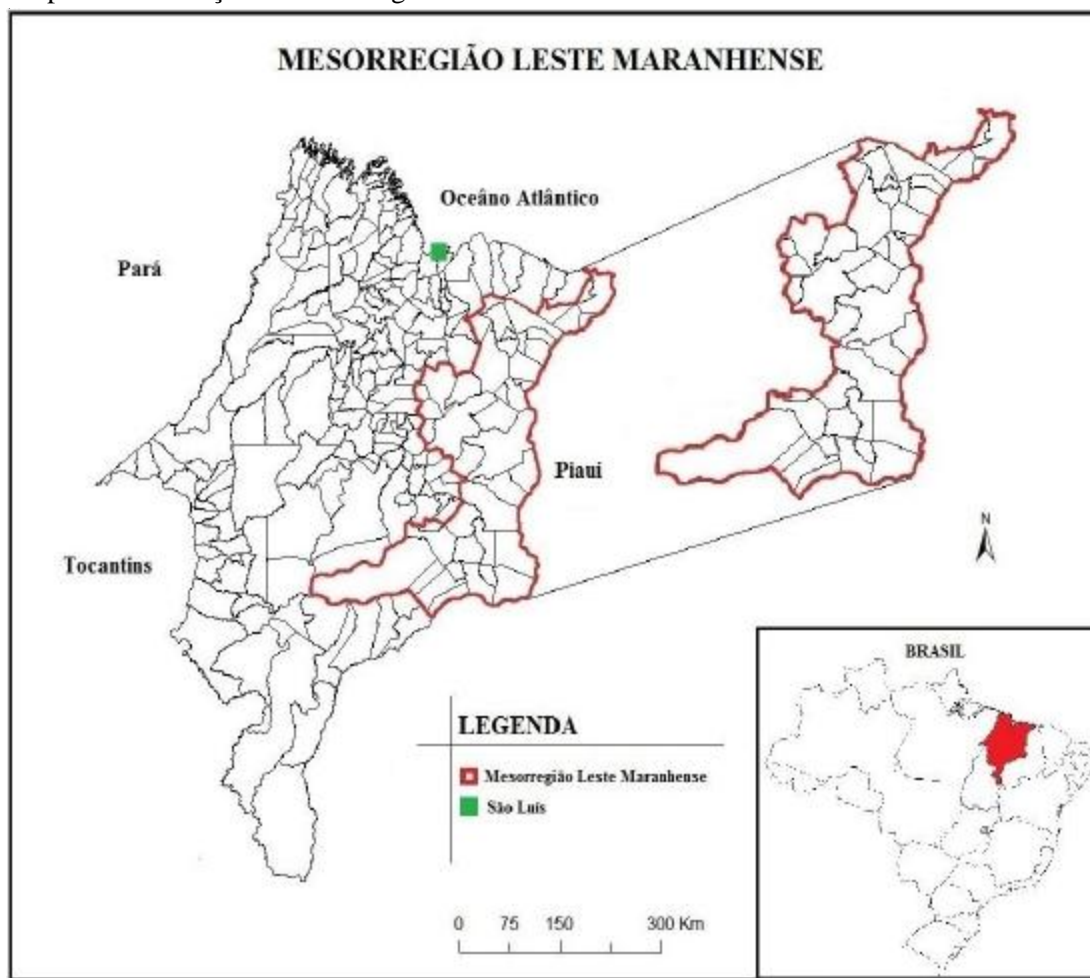 MESORREGIÃO LESTE MARANHENSE
Oceâno Atlântico
Pará
Piaui
Tocantins
N
LEGENDA
Mesorregião Leste Maranhense
São Luís
0 75 150 300 Km
BRASIL